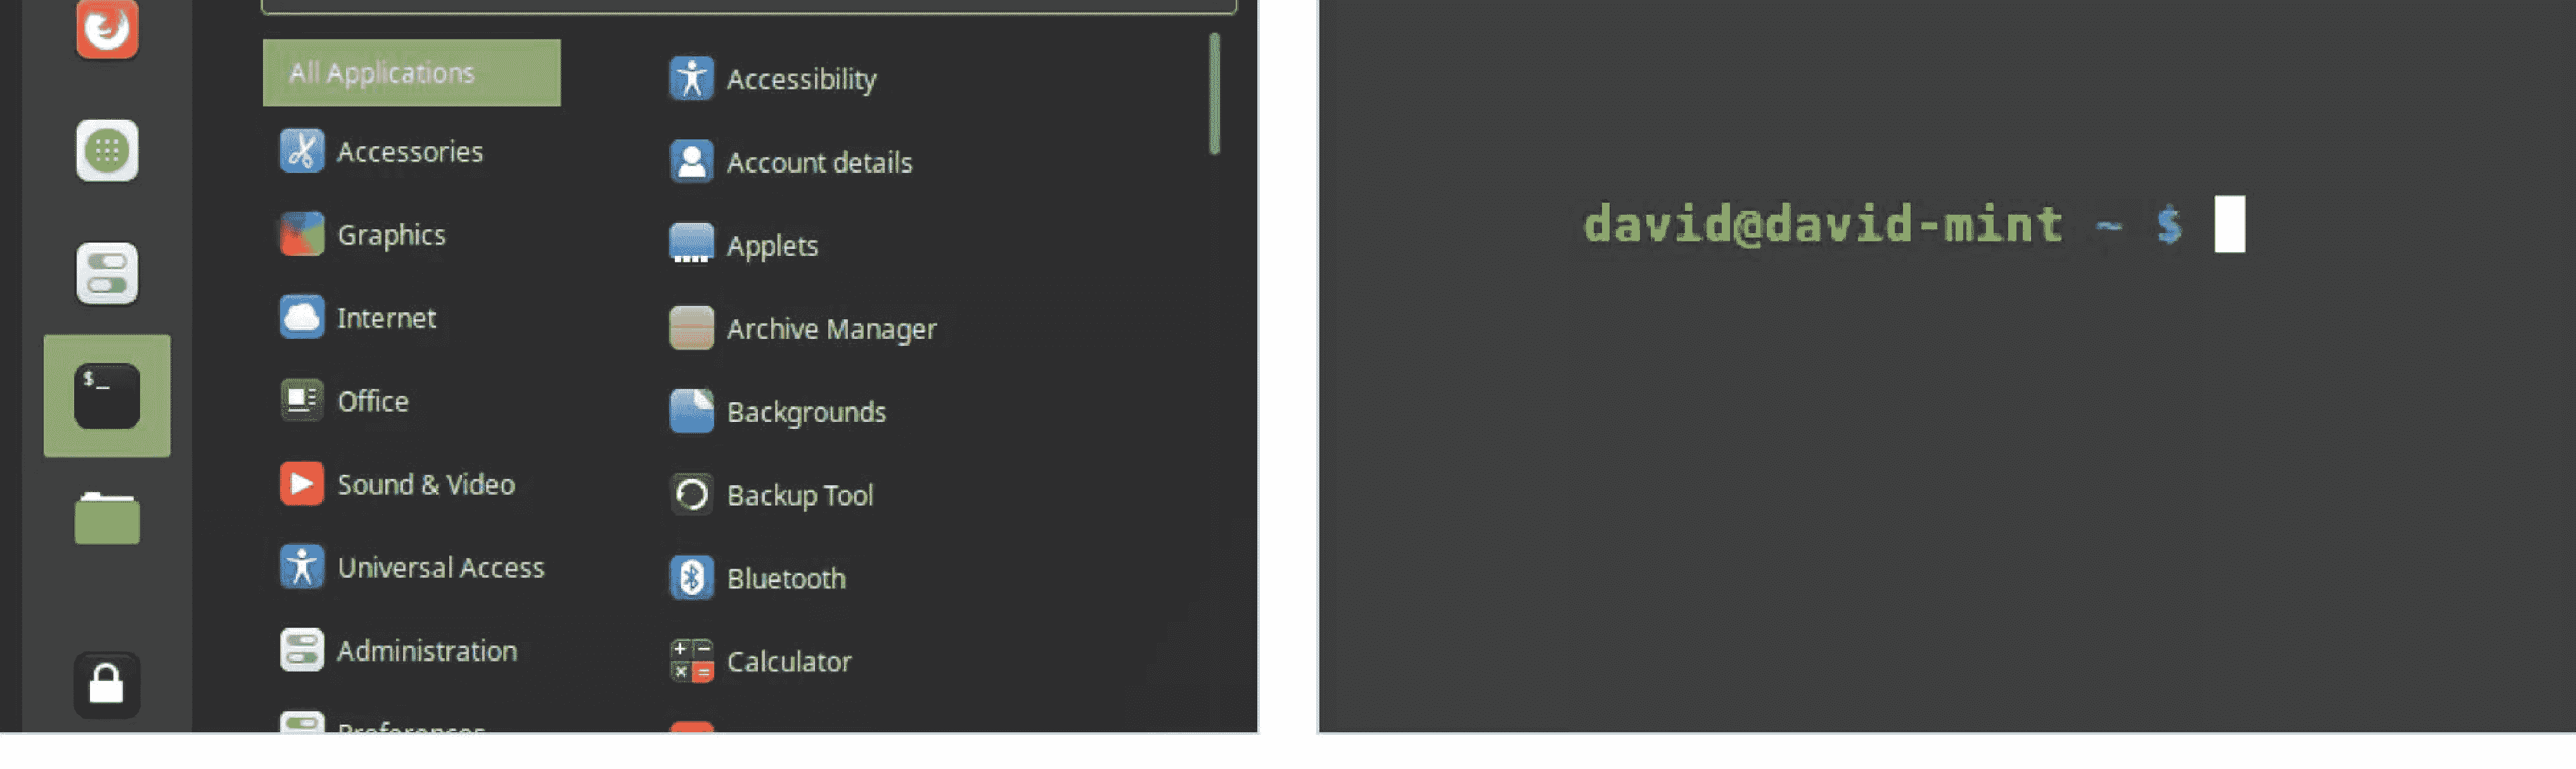 All Applications
Accessories
Graphics
Internet
$_
Office
Sound & Video
Universal Access
Administration
Preferences
Accessibility
Account details
Applets
Archive Manager
Backgrounds
Backup Tool
Bluetooth
Calculator
david@david-mint ~ $